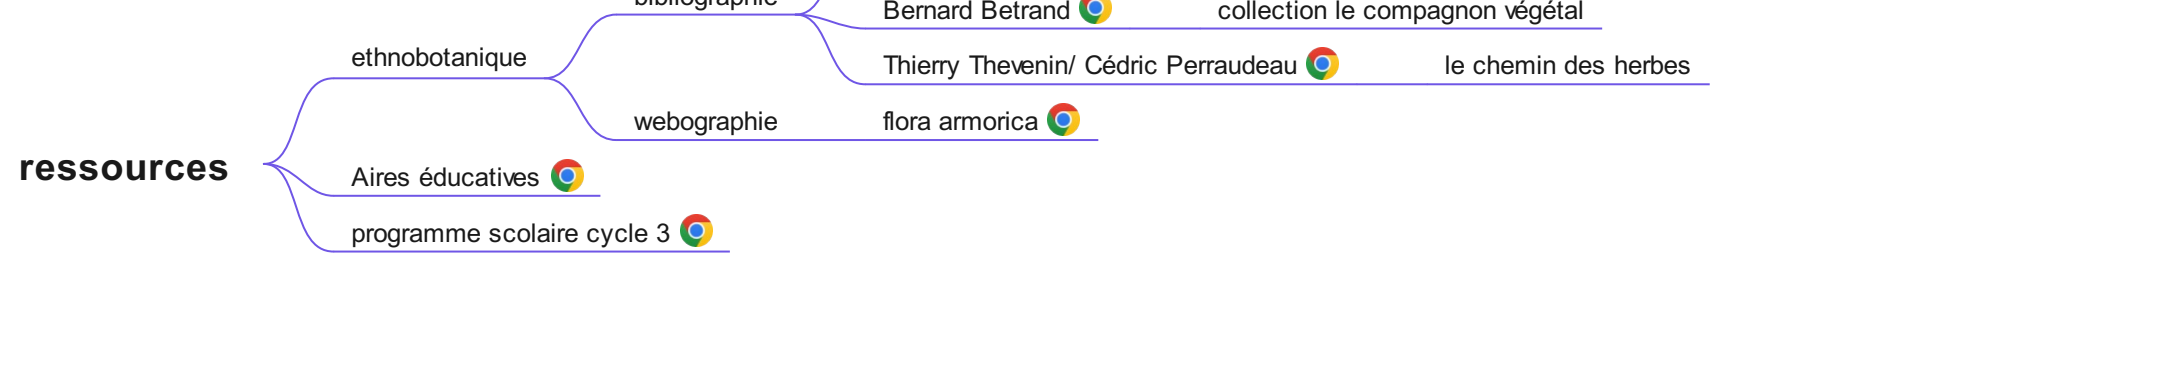 bibliographie
Bernard Betrand collection le compagnon végétal
ethnobotanique
Thierry Thevenin/ Cédric Perraudeau le chemin des herbes
webographie flora armorica
ressources
Aires éducatives
programme scolaire cycle 3